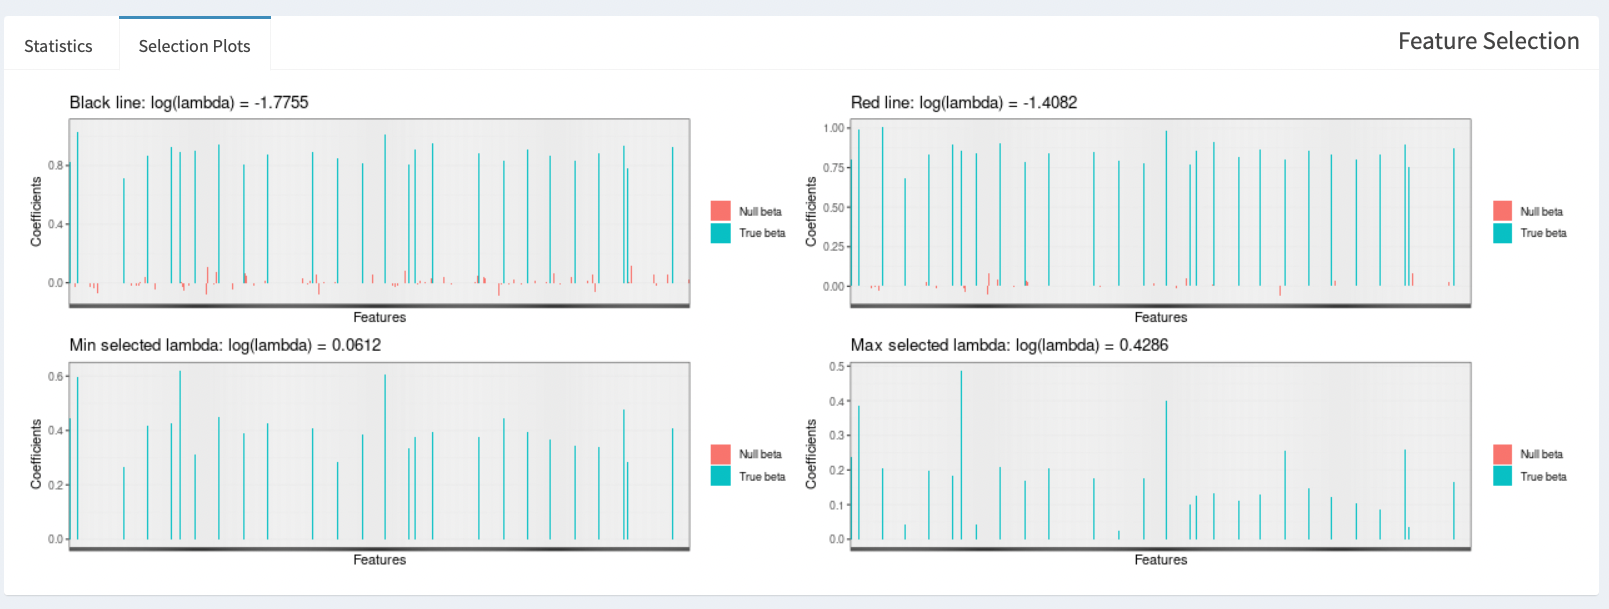 Statistics
Selection Plots
Feature Selection
Black line: log(lambda) = -1.7755
0.8
0.4
0.0
Coefficients
Features
Null beta
True beta
Red line: log(lambda) = -1.4082
1.00
0.75
0.50
0.25
0.00
Coefficients
Features
Null beta
True beta
Min selected lambda: log(lambda) = 0.0612
0.6
0.4
0.2
0.0
Coefficients
Features
Null beta
True beta
Max selected lambda: log(lambda) = 0.4286
0.5
0.4
0.3
0.2
0.1
0.0
Coefficients
Features
Null beta
True beta